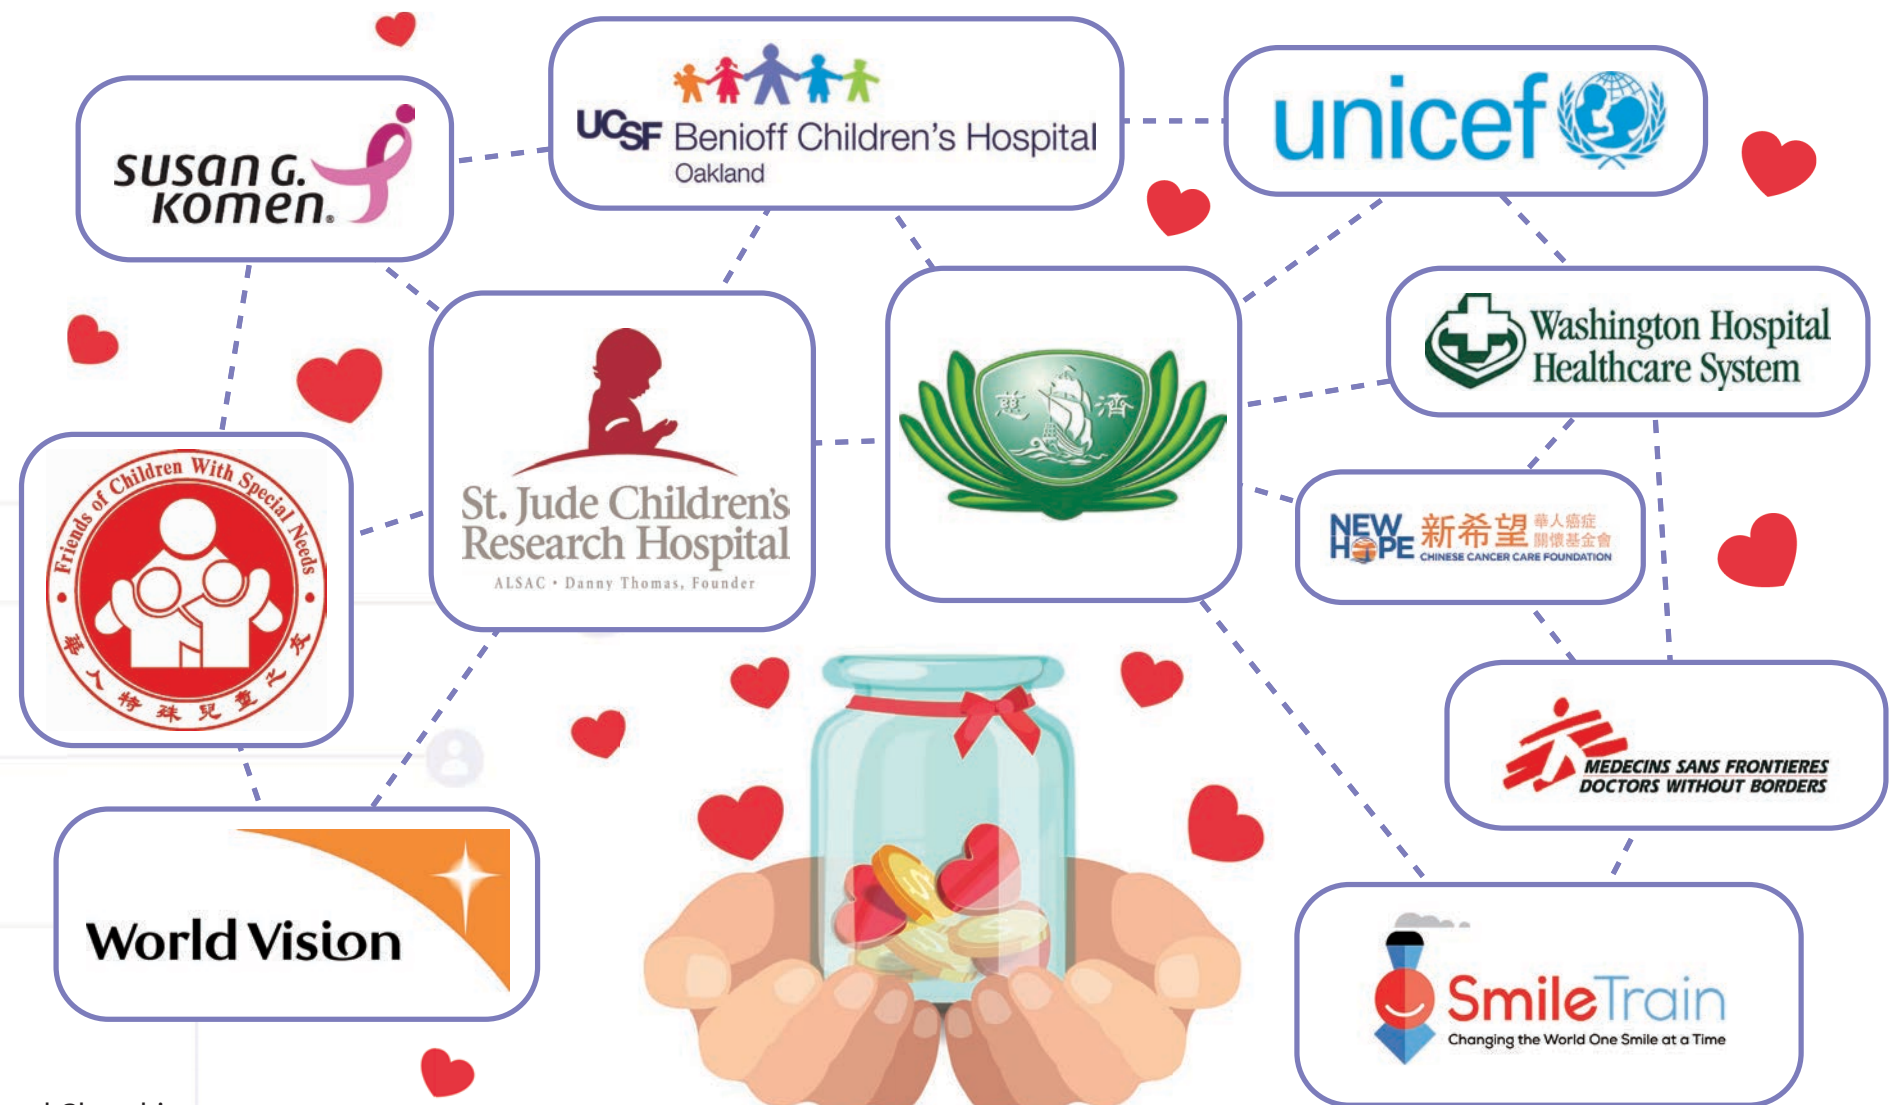 susan G.
komen®
UCSF Benioff Children's Hospital
Oakland
unicef
Washington Hospital
Healthcare System
慈濟
St. Jude Children's
Research Hospital
ALSAC • Danny Thomas, Founder
Friends of Children With Special Needs
華人特殊兒童之友
NEW
HOPE
新希望
華人癌症
關懷基金會
CHINESE CANCER CARE FOUNDATION
MEDECINS SANS FRONTIERES
DOCTORS WITHOUT BORDERS
World Vision
SmileTrain
Changing the World One Smile at a Time